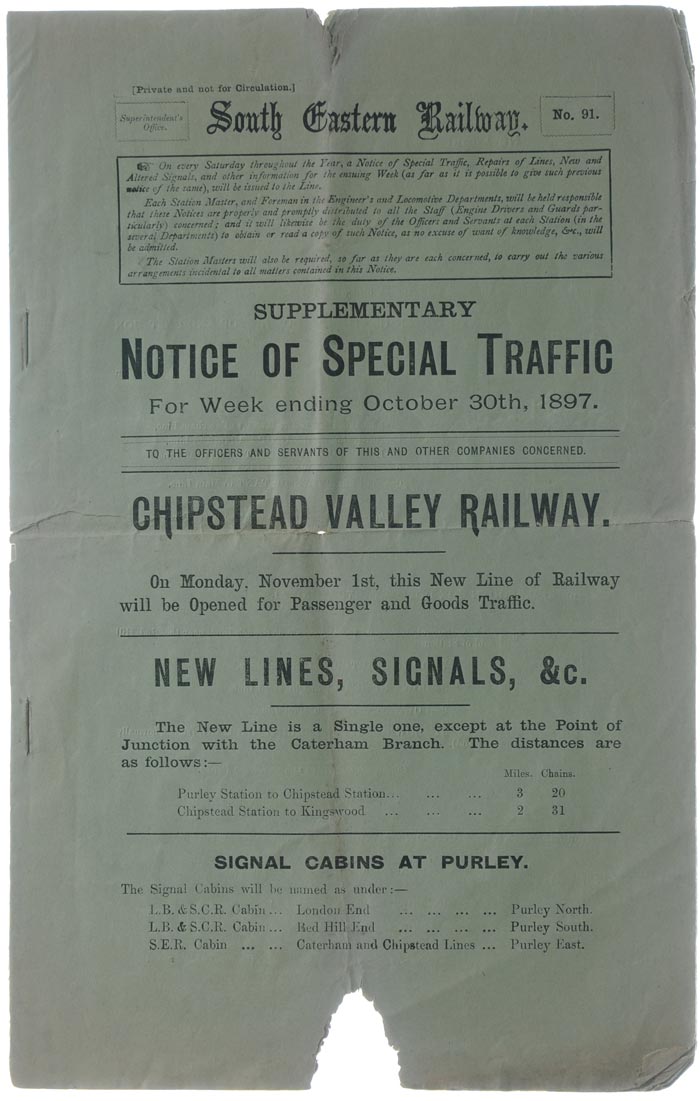 [Private and not for Circulation.]
Superintendent's
Office.
South Eastern Railway.
No. 91.
☞ On every Saturday throughout the Year, a Notice of Special Traffic, Repairs of Lines, New and
Altered Signals, and other information for the ensuing Week (as far as it is possible to give such previous
notice of the same), will be issued to the Line.
Each Station Master, and Foreman in the Engineer's and Locomotive Departments, will be held responsible
that these Notices are properly and promptly distributed to all the Staff (Engine Drivers and Guards par-
ticularly) concerned; and it will likewise be the duty of the Officers and Servants at each Station (in the
several Departments) to obtain or read a copy of such Notice, as no excuse of want of knowledge, &c., will
be admitted.
The Station Masters will also be required, so far as they are each concerned, to carry out the various
arrangements incidental to all matters contained in this Notice.
SUPPLEMENTARY
NOTICE OF SPECIAL TRAFFIC
For Week ending October 30th, 1897.
TO THE OFFICERS AND SERVANTS OF THIS AND OTHER COMPANIES CONCERNED.
CHIPSTEAD VALLEY RAILWAY.
On Monday, November 1st, this New Line of Railway
will be Opened for Passenger and Goods Traffic.
NEW LINES, SIGNALS, &c.
The New Line is a Single one, except at the Point of
Junction with the Caterham Branch. The distances are
as follows:—
Miles. Chains.
Purley Station to Chipstead Station... ... ... 3 20
Chipstead Station to Kingswood ... ... ... 2 31
SIGNAL CABINS AT PURLEY.
The Signal Cabins will be named as under:—
L.B. & S.C.R. Cabin ... London End ... ... ... ... Purley North.
L.B. & S.C.R. Cabin ... Red Hill End ... ... ... ... Purley South.
S.E.R. Cabin ... ... Caterham and Chipstead Lines ... Purley East.